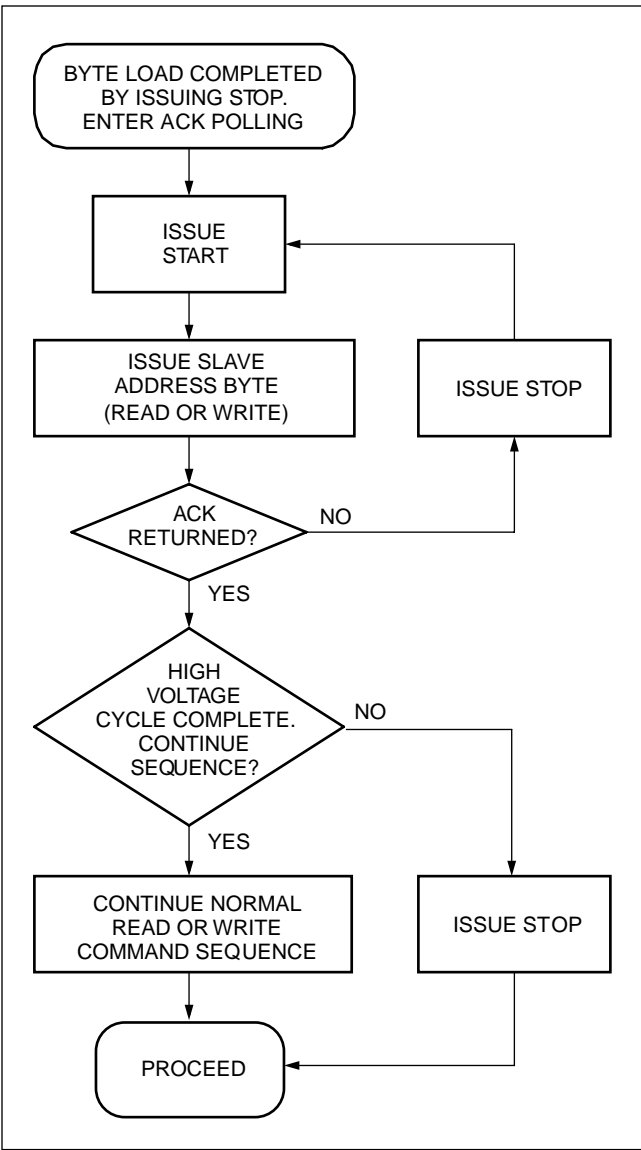 BYTE LOAD COMPLETED
BY ISSUING STOP.
ENTER ACK POLLING
ISSUE
START
ISSUE SLAVE
ADDRESS BYTE
(READ OR WRITE)
ISSUE STOP
ACK
RETURNED?
NO
YES
HIGH
VOLTAGE
CYCLE COMPLETE.
CONTINUE
SEQUENCE?
NO
YES
CONTINUE NORMAL
READ OR WRITE
COMMAND SEQUENCE
ISSUE STOP
PROCEED